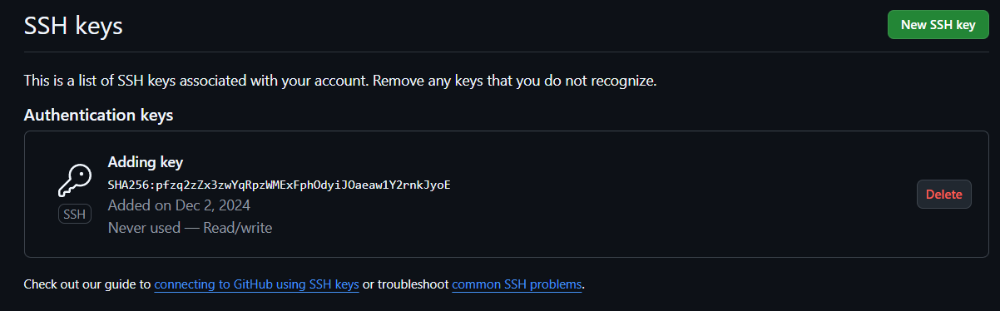 SSH keys
New SSH key
This is a list of SSH keys associated with your account. Remove any keys that you do not recognize.
Authentication keys
Adding key
SHA256:pfzq2zZx3zwYqRpzWMExFphOdyiJOaeaw1Y2rnkJyoE
SSH
Added on Dec 2, 2024
Never used — Read/write
Delete
Check out our guide to connecting to GitHub using SSH keys or troubleshoot common SSH problems.